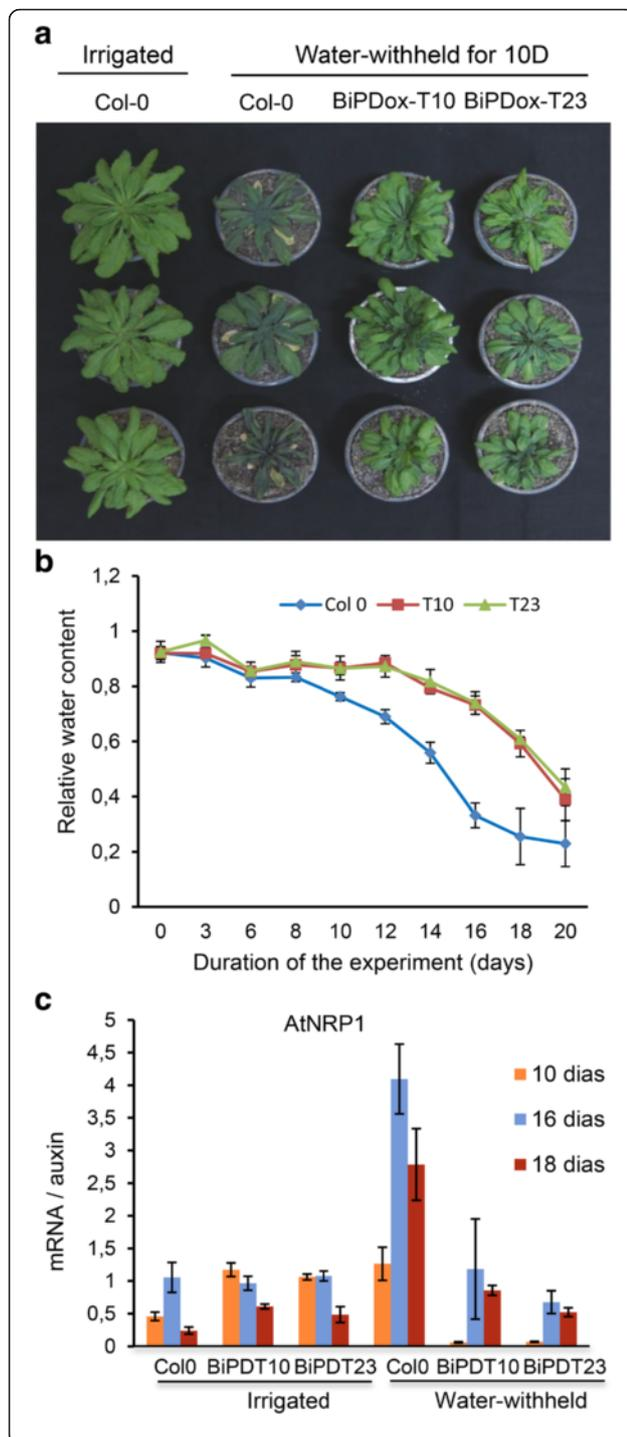 a
Irrigated Water-withheld for 10D
Col-0 Col-0 BiPDox-T10 BiPDox-T23
b
1,2
1
0,8
0,6
0,4
0,2
0
Relative water content
Col 0 T10 T23
0 3 6 8 10 12 14 16 18 20
Duration of the experiment (days)
c
AtNRP1
5
4,5
4
3,5
3
2,5
2
1,5
1
0,5
0
mRNA / auxin
10 dias
16 dias
18 dias
Col0 BiPDT10 BiPDT23 Col0 BiPDT10 BiPDT23
Irrigated Water-withheld